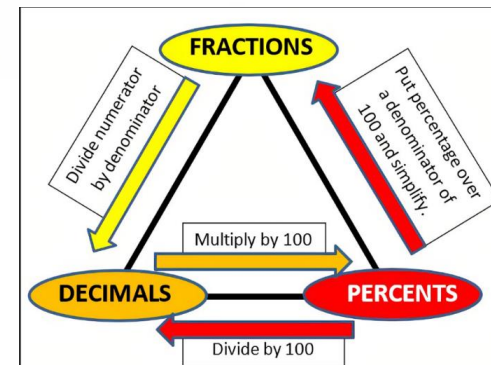 FRACTIONS
Divide numerator
by denominator
Put percentage over
a denominator of
100 and simplify.
Multiply by 100
DECIMALS
PERCENTS
Divide by 100